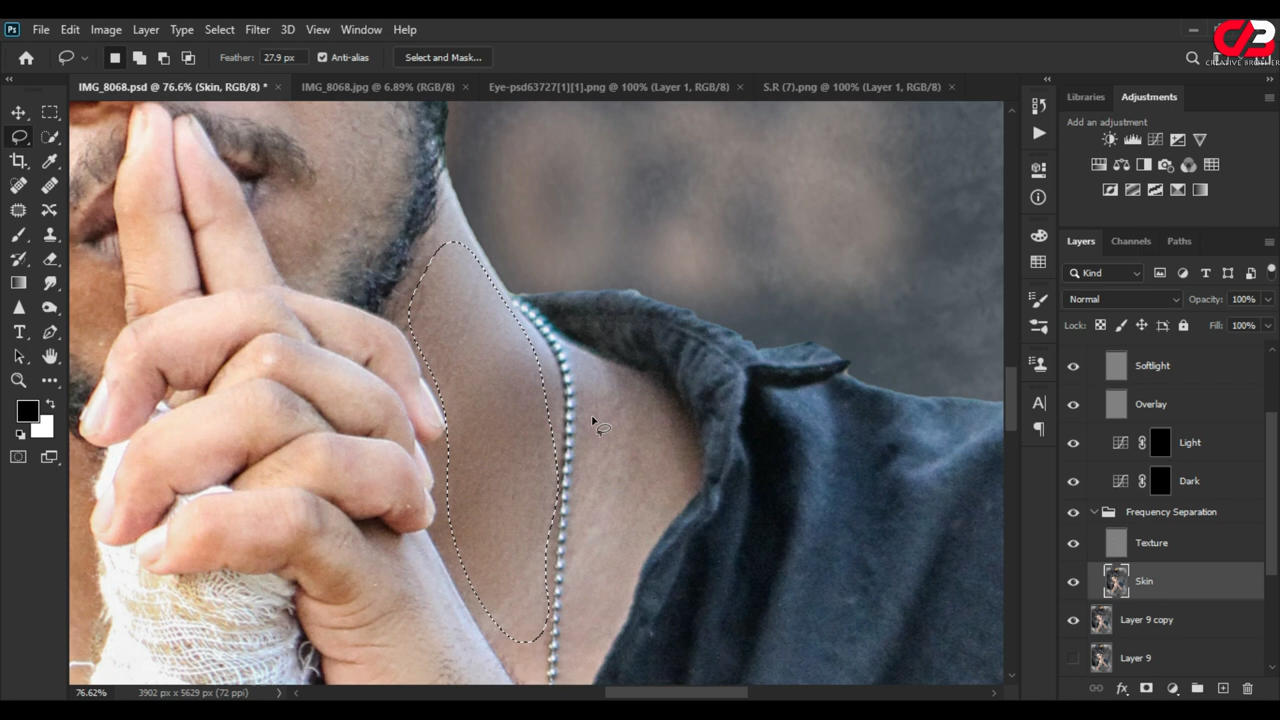 Ps File Edit Image Layer Type Select Filter 3D View Window Help
CB
CREATIVE BROTHER
Feather: 27.9 px Anti-alias Select and Mask...
IMG_8068.psd @ 76.6% (Skin, RGB/8) * × IMG_8068.jpg @ 6.89% (RGB/8) × Eye-psd63727[1][1].png @ 100% (Layer 1, RGB/8) × S.R (7).png @ 100% (Layer 1, RGB/8) ×
Libraries Adjustments
Add an adjustment
Layers Channels Paths
Kind
Normal Opacity: 100%
Lock: Fill: 100%
Softlight
Overlay
Light
Dark
Frequency Separation
Texture
Skin
Layer 9 copy
Layer 9
76.62% 3902 px x 5629 px (72 ppi)